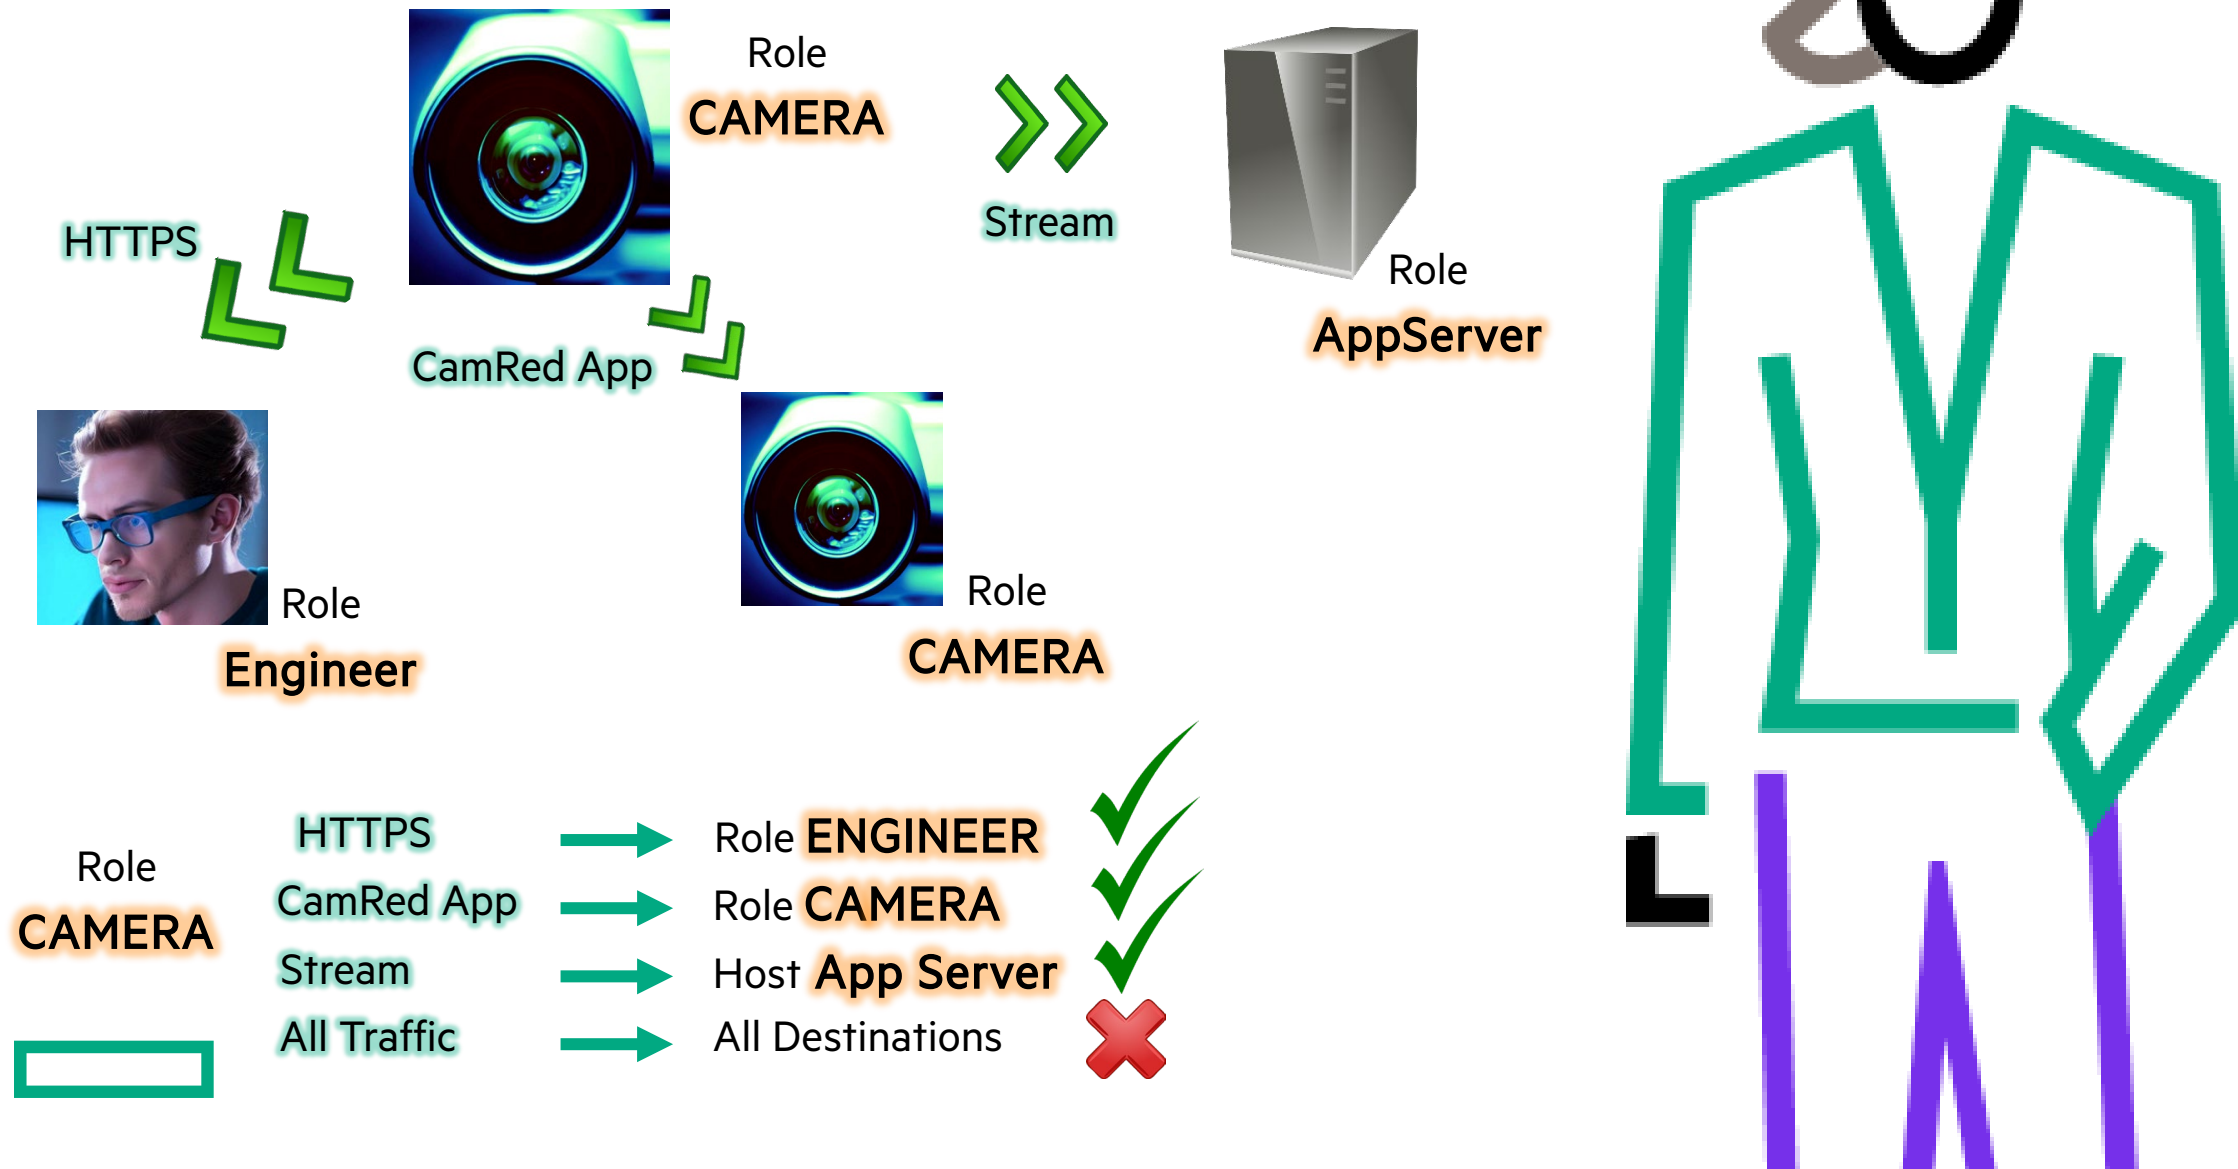 Role
CAMERA
Stream
HTTPS
Role
AppServer
CamRed App
Role
Engineer
Role
CAMERA
Role
CAMERA
HTTPS
Role ENGINEER
CamRed App
Role CAMERA
Stream
Host App Server
All Traffic
All Destinations